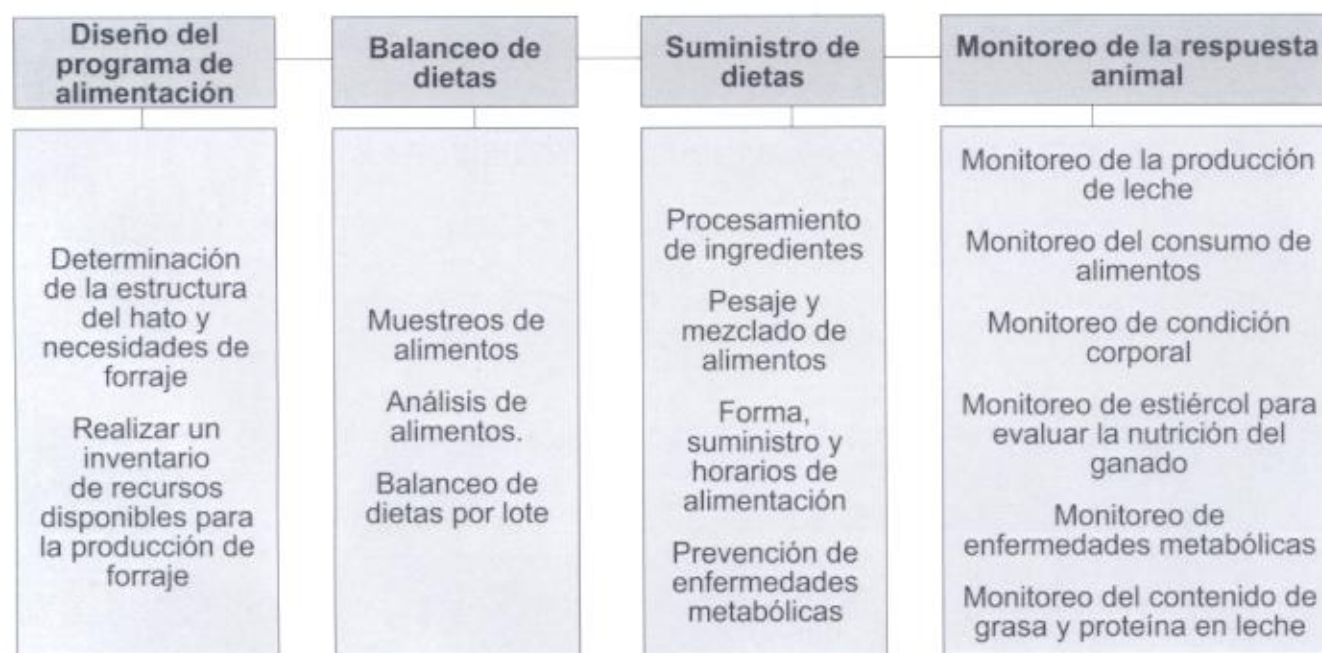 Diseño del
programa de
alimentación
Balanceo de
dietas
Suministro de
dietas
Monitoreo de la respuesta
animal
Determinación
de la estructura
del hato y
necesidades de
forraje
Realizar un
inventario
de recursos
disponibles para
la producción de
forraje
Muestreos de
alimentos
Análisis de
alimentos.
Balanceo de
dietas por lote
Procesamiento
de ingredientes
Pesaje y
mezclado de
alimentos
Forma,
suministro y
horarios de
alimentación
Prevención de
enfermedades
metabólicas
Monitoreo de la producción
de leche
Monitoreo del consumo de
alimentos
Monitoreo de condición
corporal
Monitoreo de estiércol para
evaluar la nutrición del
ganado
Monitoreo de
enfermedades metabólicas
Monitoreo del contenido de
grasa y proteína en leche